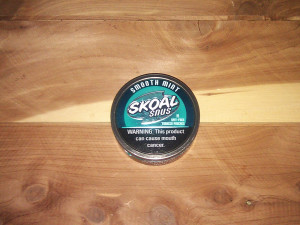 SMOOTH MINT
SKOAL
SNUS
WARNING: This product
can cause mouth
cancer.